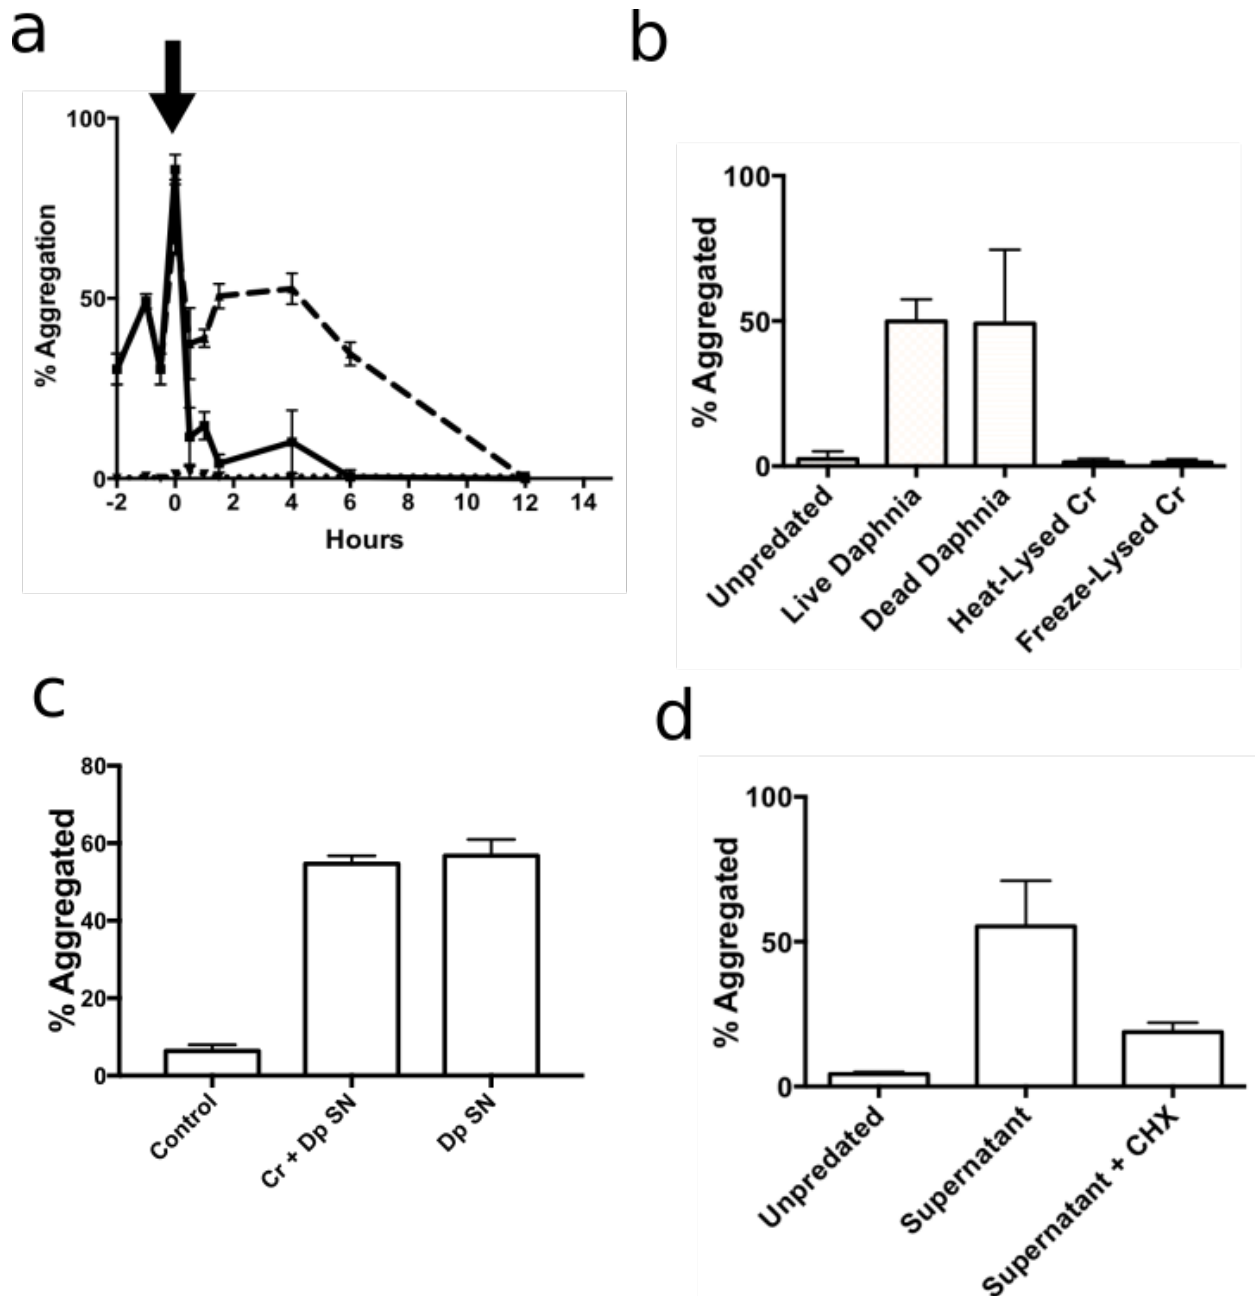 a
100
50
0
% Aggregation
-2 0 2 4 6 8 10 12 14
Hours
b
100
50
0
% Aggregated
Unpredated
Live Daphnia
Dead Daphnia
Heat-Lysed Cr
Freeze-Lysed Cr
c
80
60
40
20
0
% Aggregated
Control
Cr + Dp SN
Dp SN
d
100
50
0
% Aggregated
Unpredated
Supernatant
Supernatant + CHX